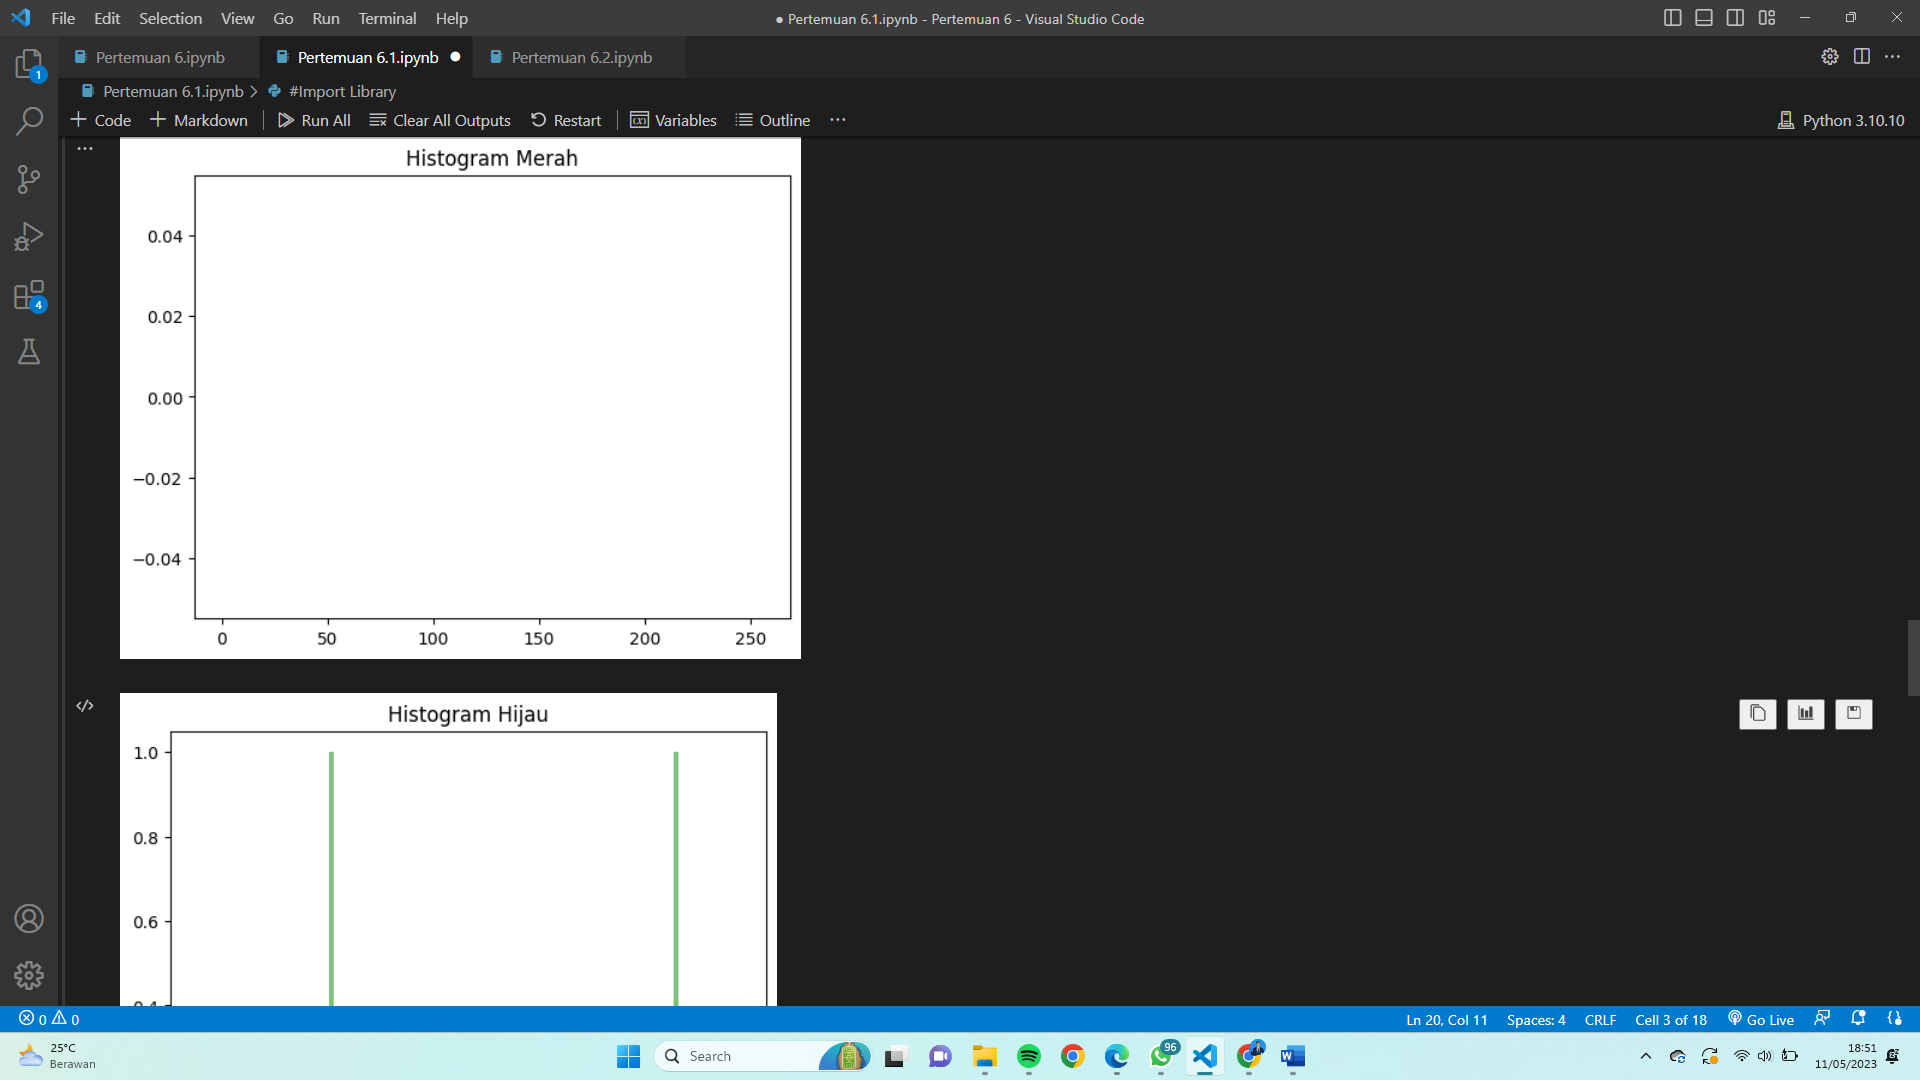 File Edit Selection View Go Run Terminal Help
● Pertemuan 6.1.ipynb - Pertemuan 6 - Visual Studio Code
Pertemuan 6.ipynb
Pertemuan 6.1.ipynb
Pertemuan 6.2.ipynb
1
Pertemuan 6.1.ipynb > #Import Library
+ Code + Markdown Run All Clear All Outputs Restart Variables Outline ...
Python 3.10.10
4
Histogram Merah
0.04
0.02
0.00
−0.02
−0.04
0 50 100 150 200 250
Histogram Hijau
1.0
0.8
0.6
0.4
0 0
Ln 20, Col 11 Spaces: 4 CRLF Cell 3 of 18 Go Live
25°C
Berawan
Search
96
18:51
11/05/2023